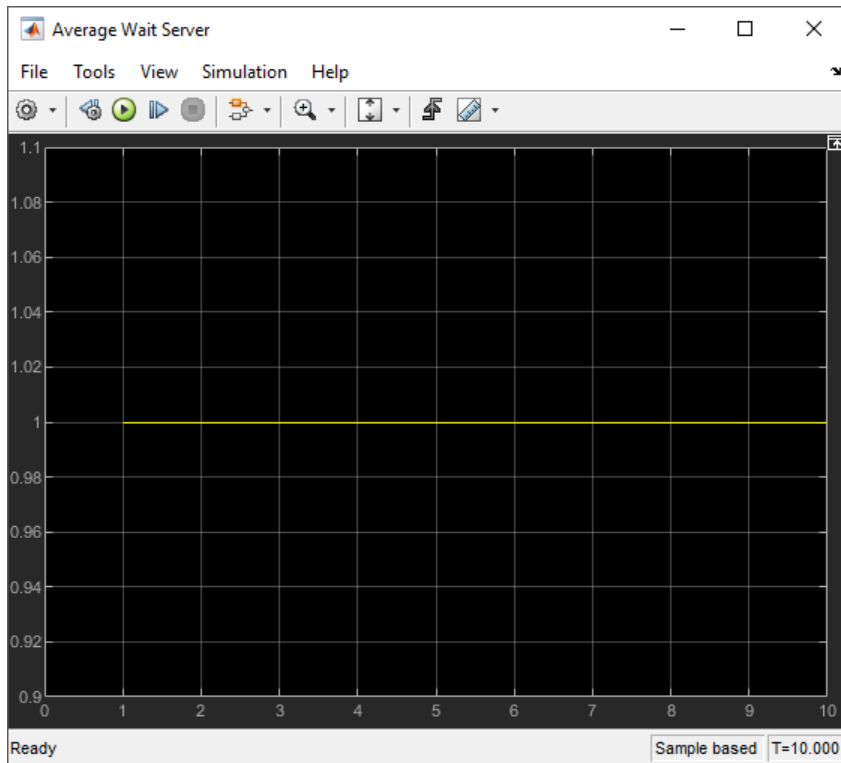 Average Wait Server
File Tools View Simulation Help
1.1
1.08
1.06
1.04
1.02
1
0.98
0.96
0.94
0.92
0.9
0 1 2 3 4 5 6 7 8 9 10
Ready Sample based T=10.000